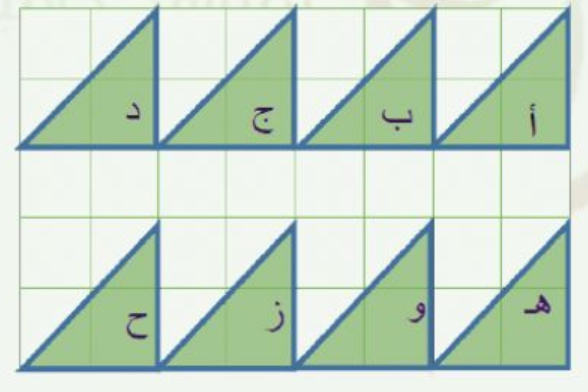 أ ب ج د
هـ و ز ح